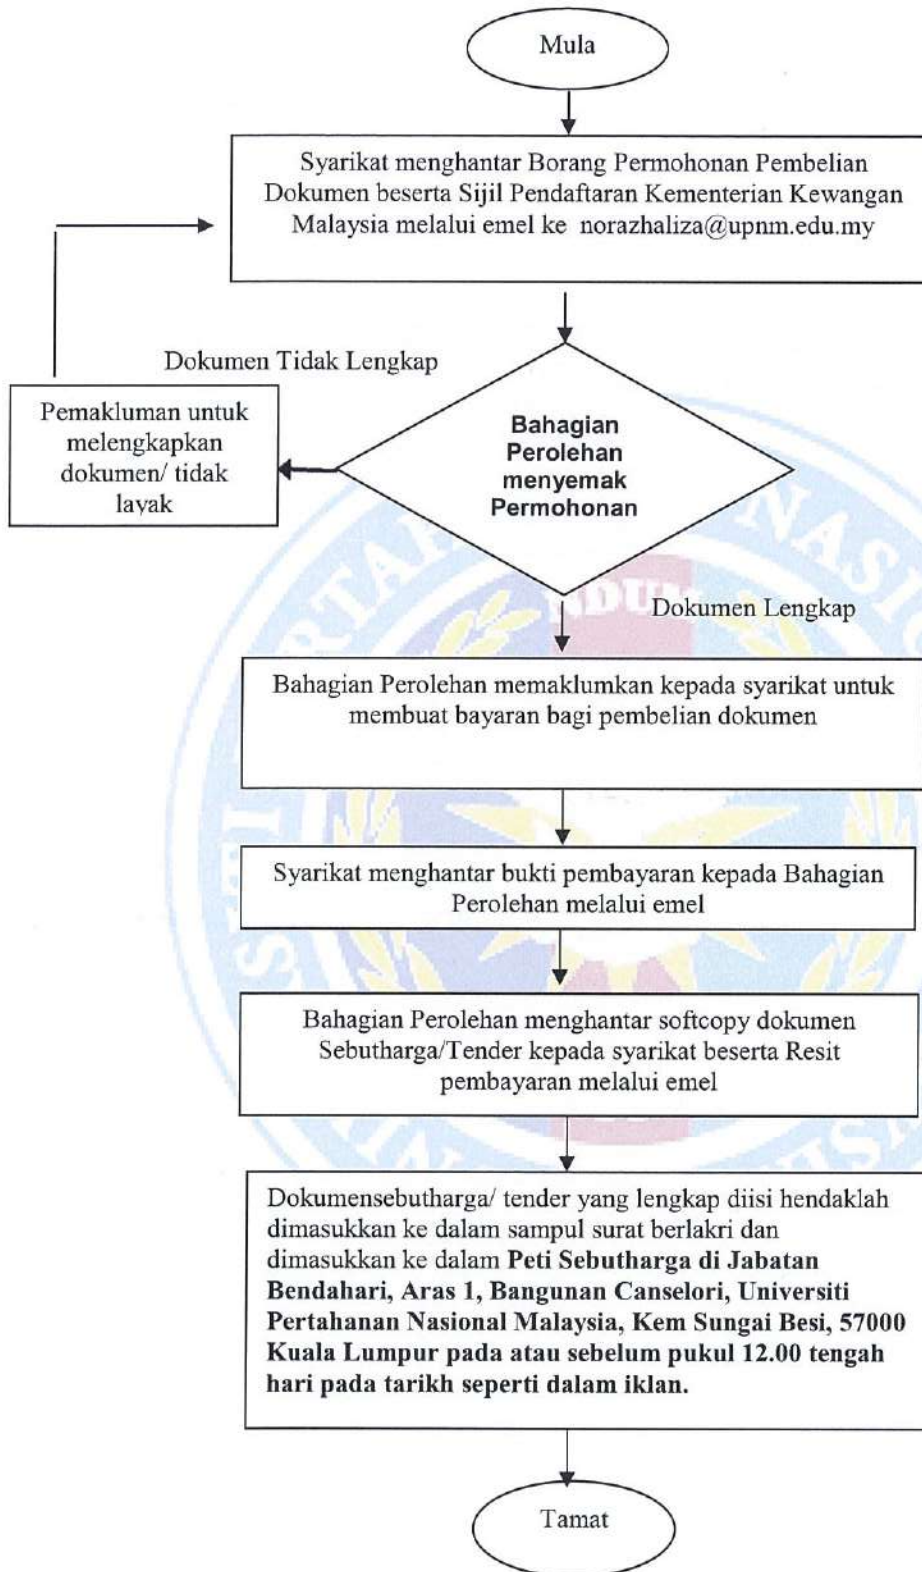 Mula
Syarikat menghantar Borang Permohonan Pembelian
Dokumen beserta Sijil Pendaftaran Kementerian Kewangan
Malaysia melalui emel ke norazhaliza@upnm.edu.my
Dokumen Tidak Lengkap
Pemakluman untuk
melengkapkan
dokumen/ tidak
layak
Bahagian
Perolehan
menyemak
Permohonan
Dokumen Lengkap
Bahagian Perolehan memaklumkan kepada syarikat untuk
membuat bayaran bagi pembelian dokumen
Syarikat menghantar bukti pembayaran kepada Bahagian
Perolehan melalui emel
Bahagian Perolehan menghantar softcopy dokumen
Sebutharga/Tender kepada syarikat beserta Resit
pembayaran melalui emel
Dokumensebutharga/ tender yang lengkap diisi hendaklah
dimasukkan ke dalam sampul surat berlakri dan
dimasukkan ke dalam Peti Sebutharga di Jabatan
Bendahari, Aras 1, Bangunan Canselori, Universiti
Pertahanan Nasional Malaysia, Kem Sungai Besi, 57000
Kuala Lumpur pada atau sebelum pukul 12.00 tengah
hari pada tarikh seperti dalam iklan.
Tamat